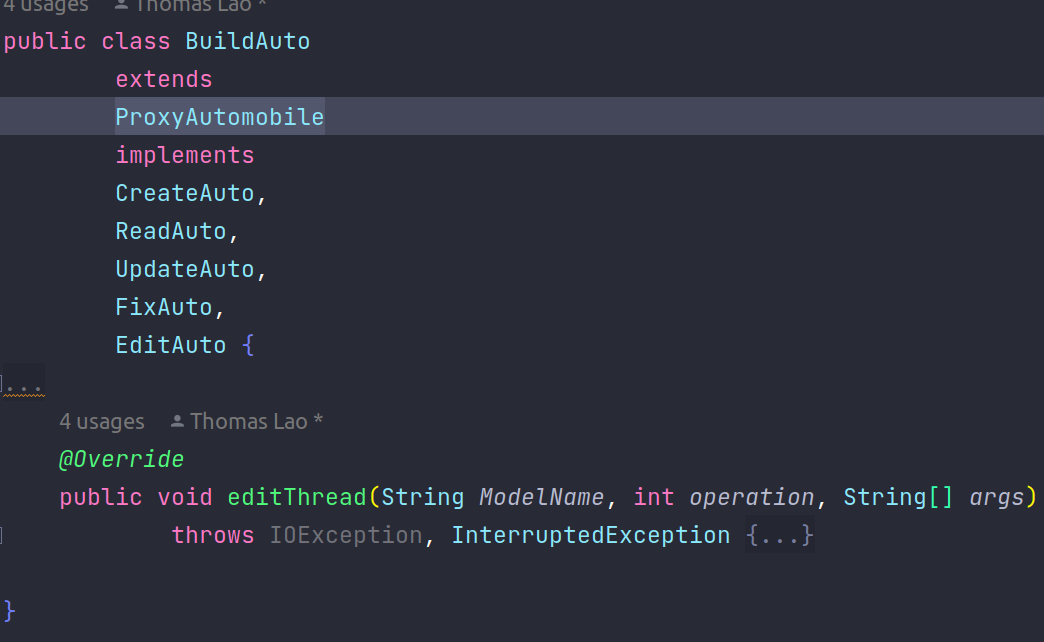 4 usages Thomas Lao *
public class BuildAuto
extends
ProxyAutomobile
implements
CreateAuto,
ReadAuto,
UpdateAuto,
FixAuto,
EditAuto {
...
4 usages Thomas Lao *
@Override
public void editThread(String ModelName, int operation, String[] args)
throws IOException, InterruptedException {...}
}